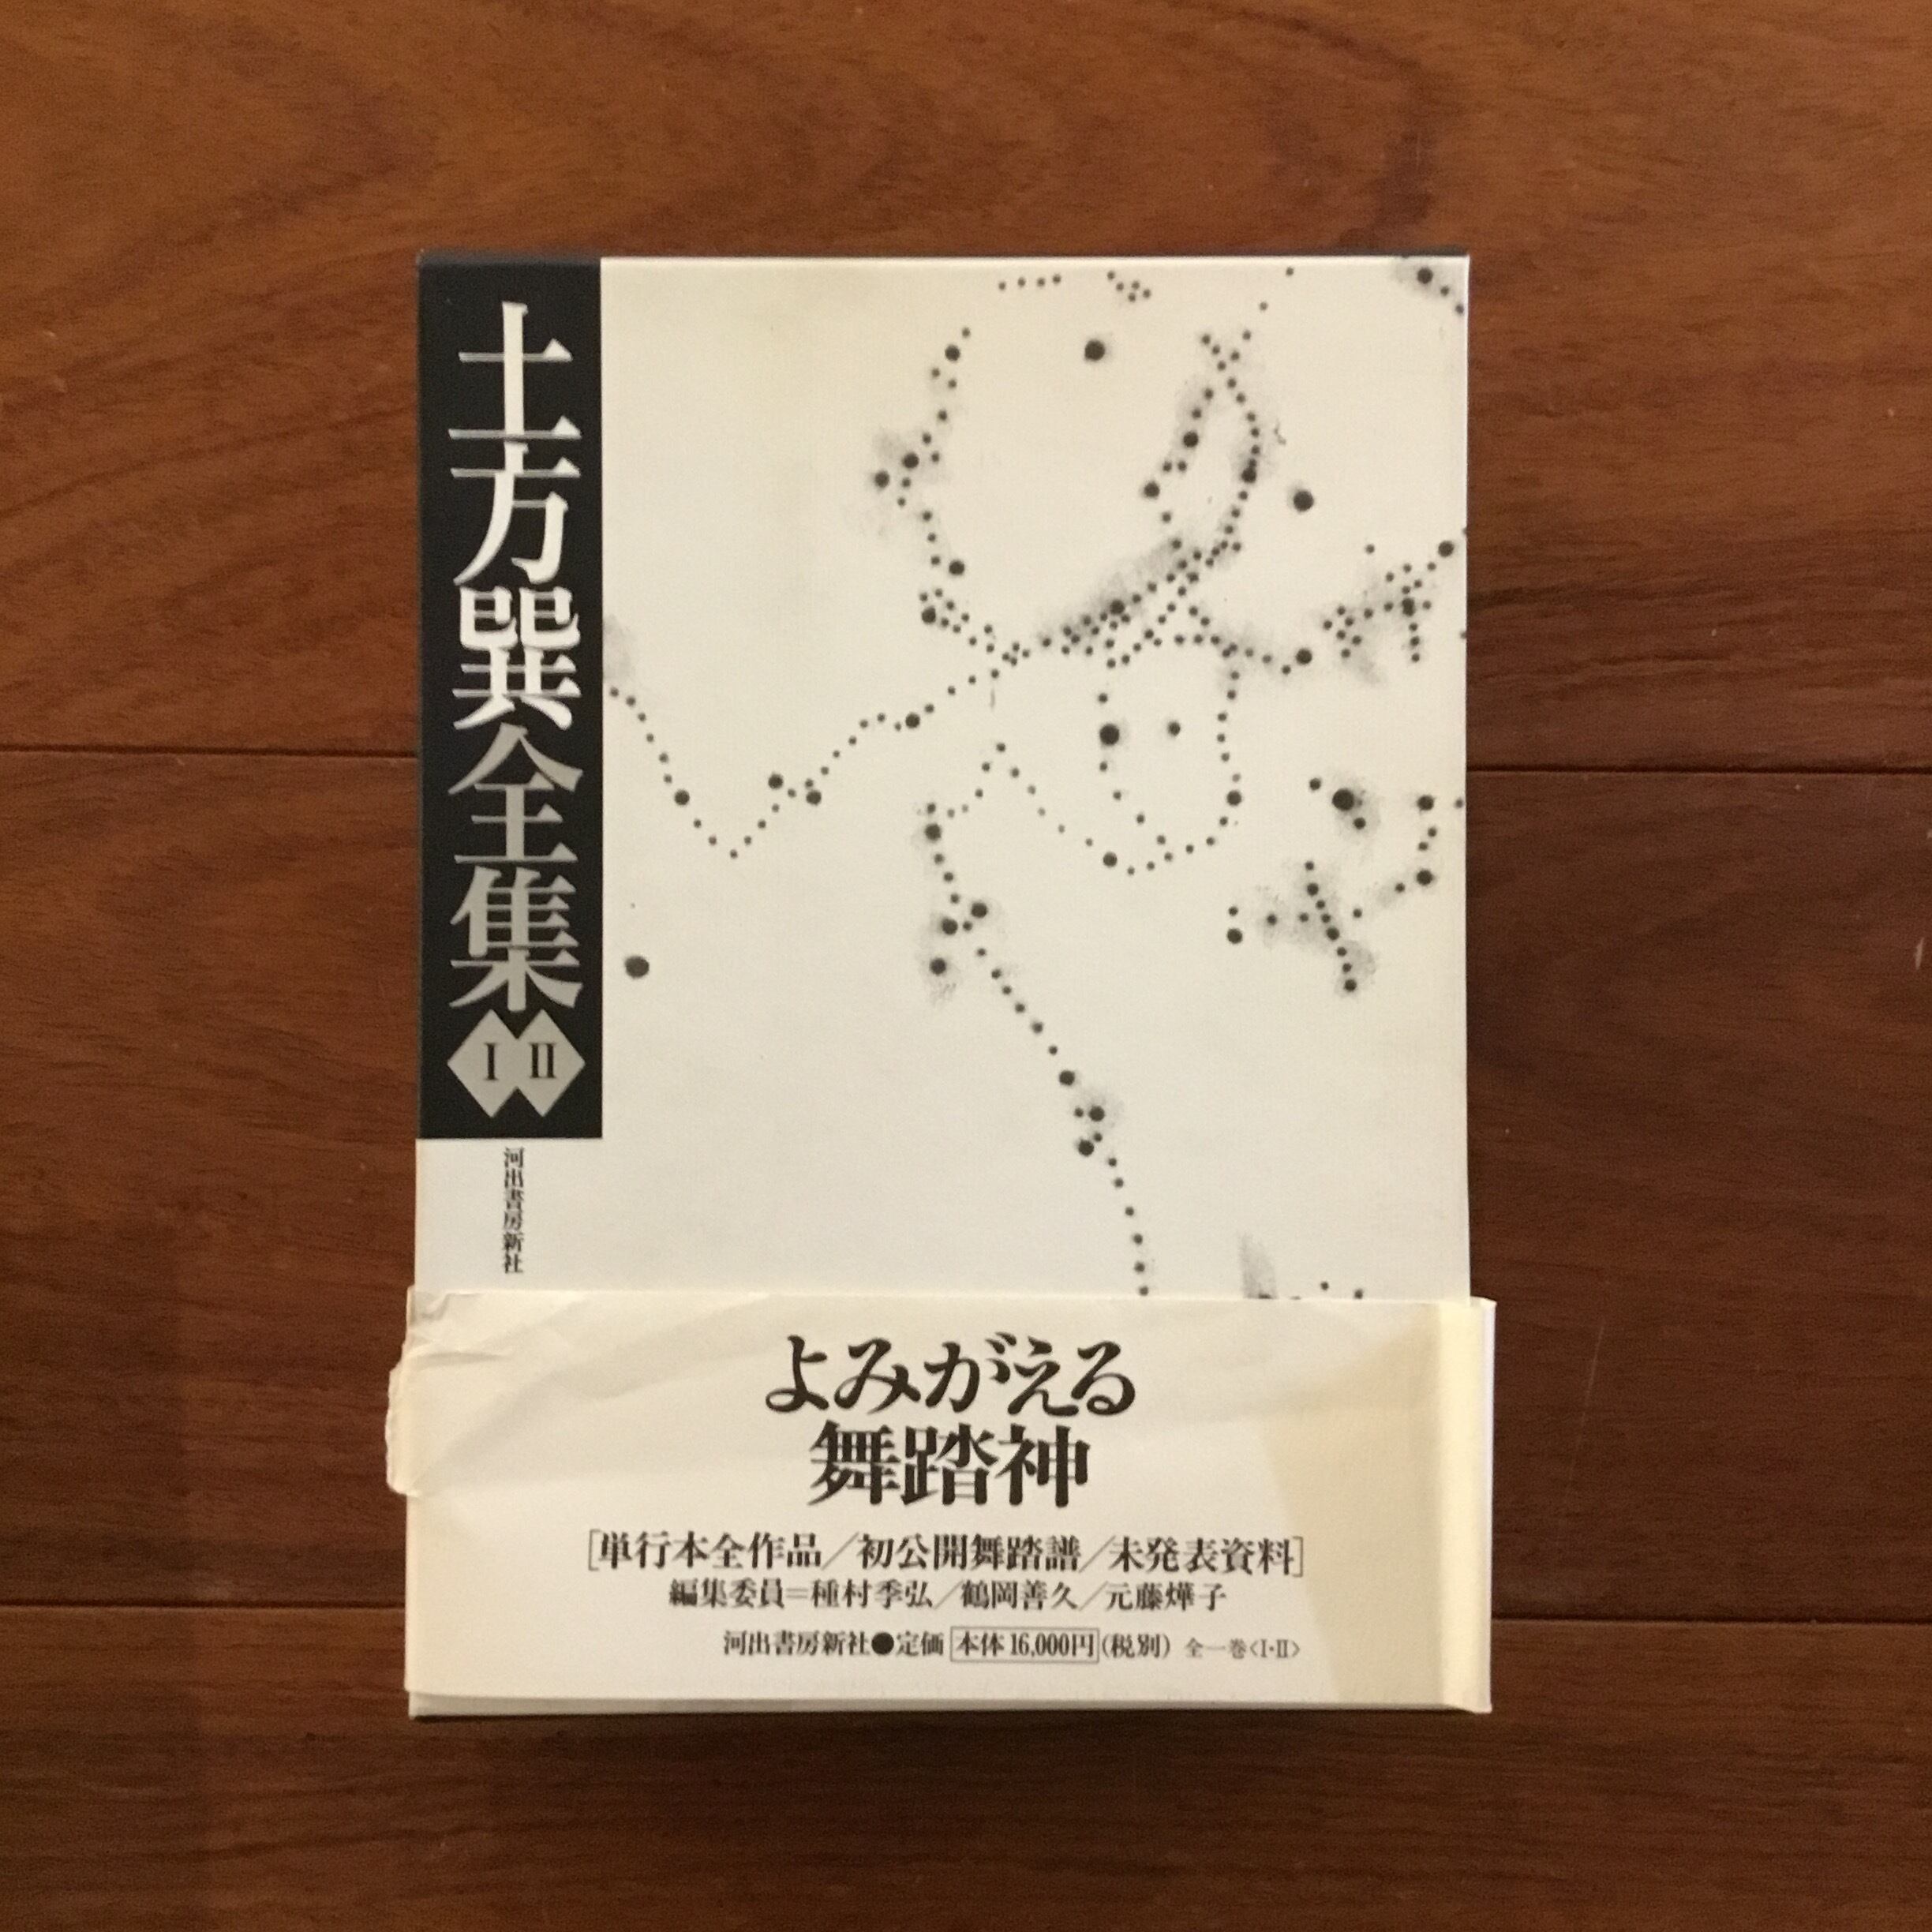 土方巽全集
I II
河出書房新社
よみがえる
舞踏神
[単行本全作品／初公開舞踏譜／未発表資料]
編集委員=種村季弘／鶴岡善久／元藤燁子
河出書房新社●定価 本体16,000円(税別) 全一巻〈I・II〉